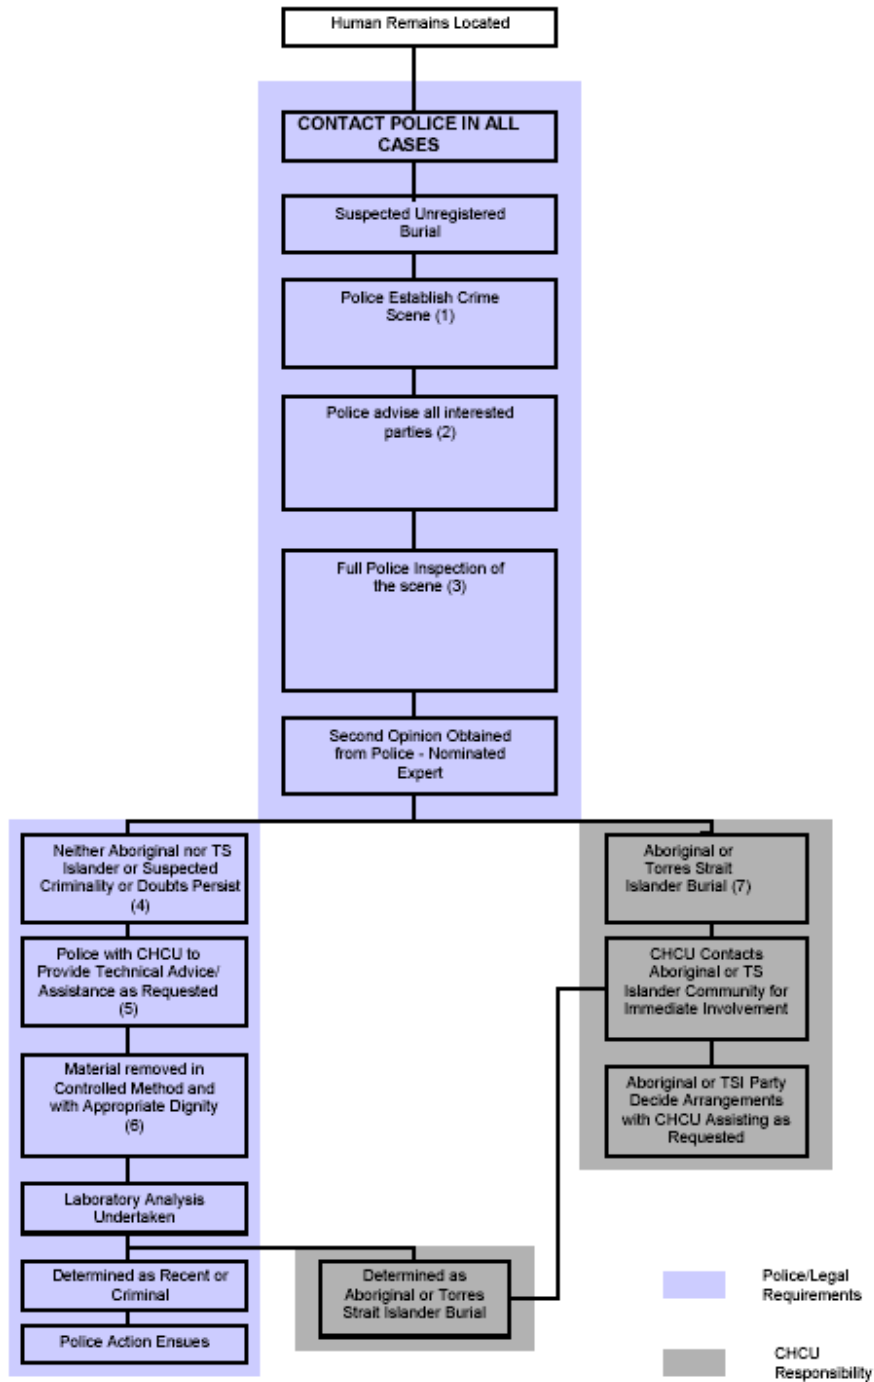 Human Remains Located
CONTACT POLICE IN ALL
CASES
Suspected Unregistered
Burial
Police Establish Crime
Scene (1)
Police advise all interested
parties (2)
Full Police Inspection of
the scene (3)
Second Opinion Obtained
from Police - Nominated
Expert
Neither Aboriginal nor TS
Islander or Suspected
Criminality or Doubts Persist
(4)
Police with CHCU to
Provide Technical Advice/
Assistance as Requested
(5)
Material removed in
Controlled Method and
with Appropriate Dignity
(6)
Laboratory Analysis
Undertaken
Determined as Recent or
Criminal
Police Action Ensues
Determined as
Aboriginal or Torres
Strait Islander Burial
Aboriginal or
Torres Strait
Islander Burial (7)
CHCU Contacts
Aboriginal or TS
Islander Community for
Immediate Involvement
Aboriginal or TSI Party
Decide Arrangements
with CHCU Assisting as
Requested
Police/Legal
Requirements
CHCU
Responsibility